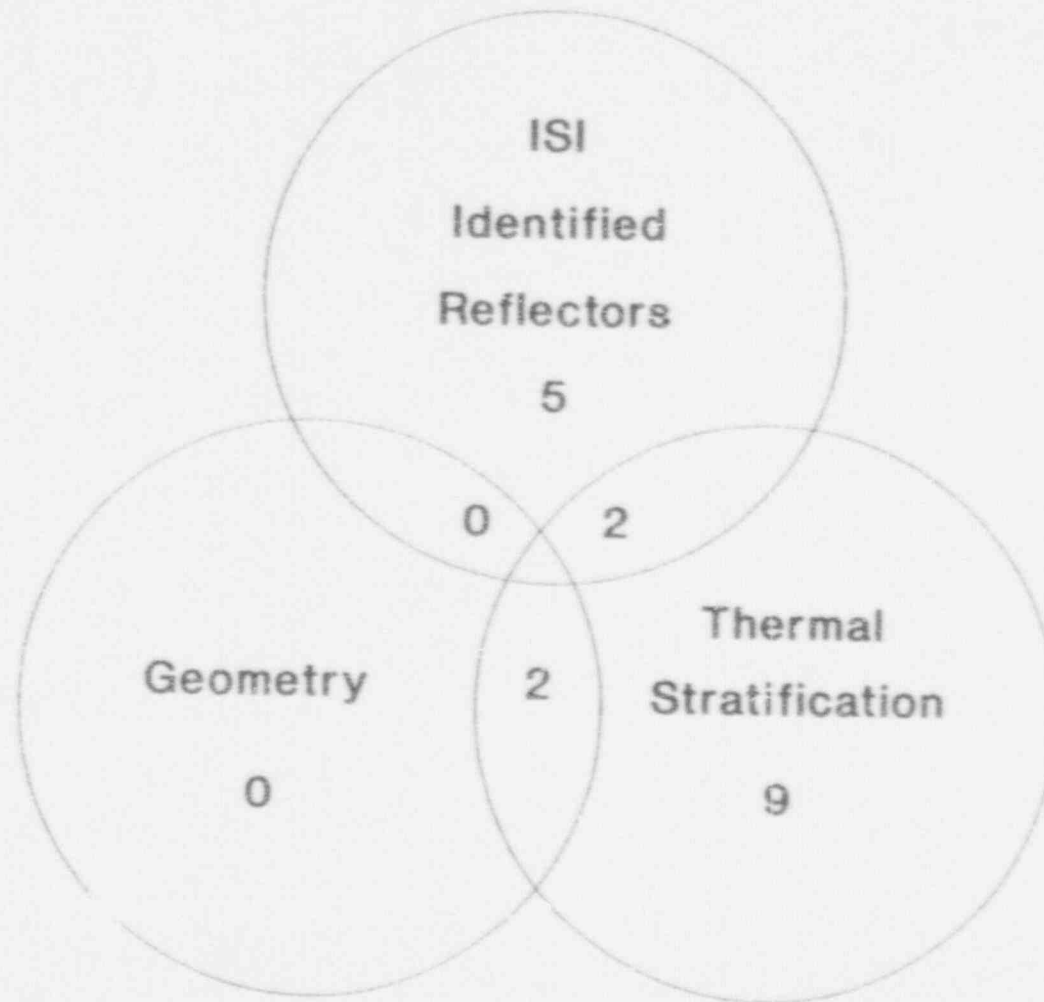 ISI
Identified
Reflectors
5
0 2
Geometry
0
2
Thermal
Stratification
9